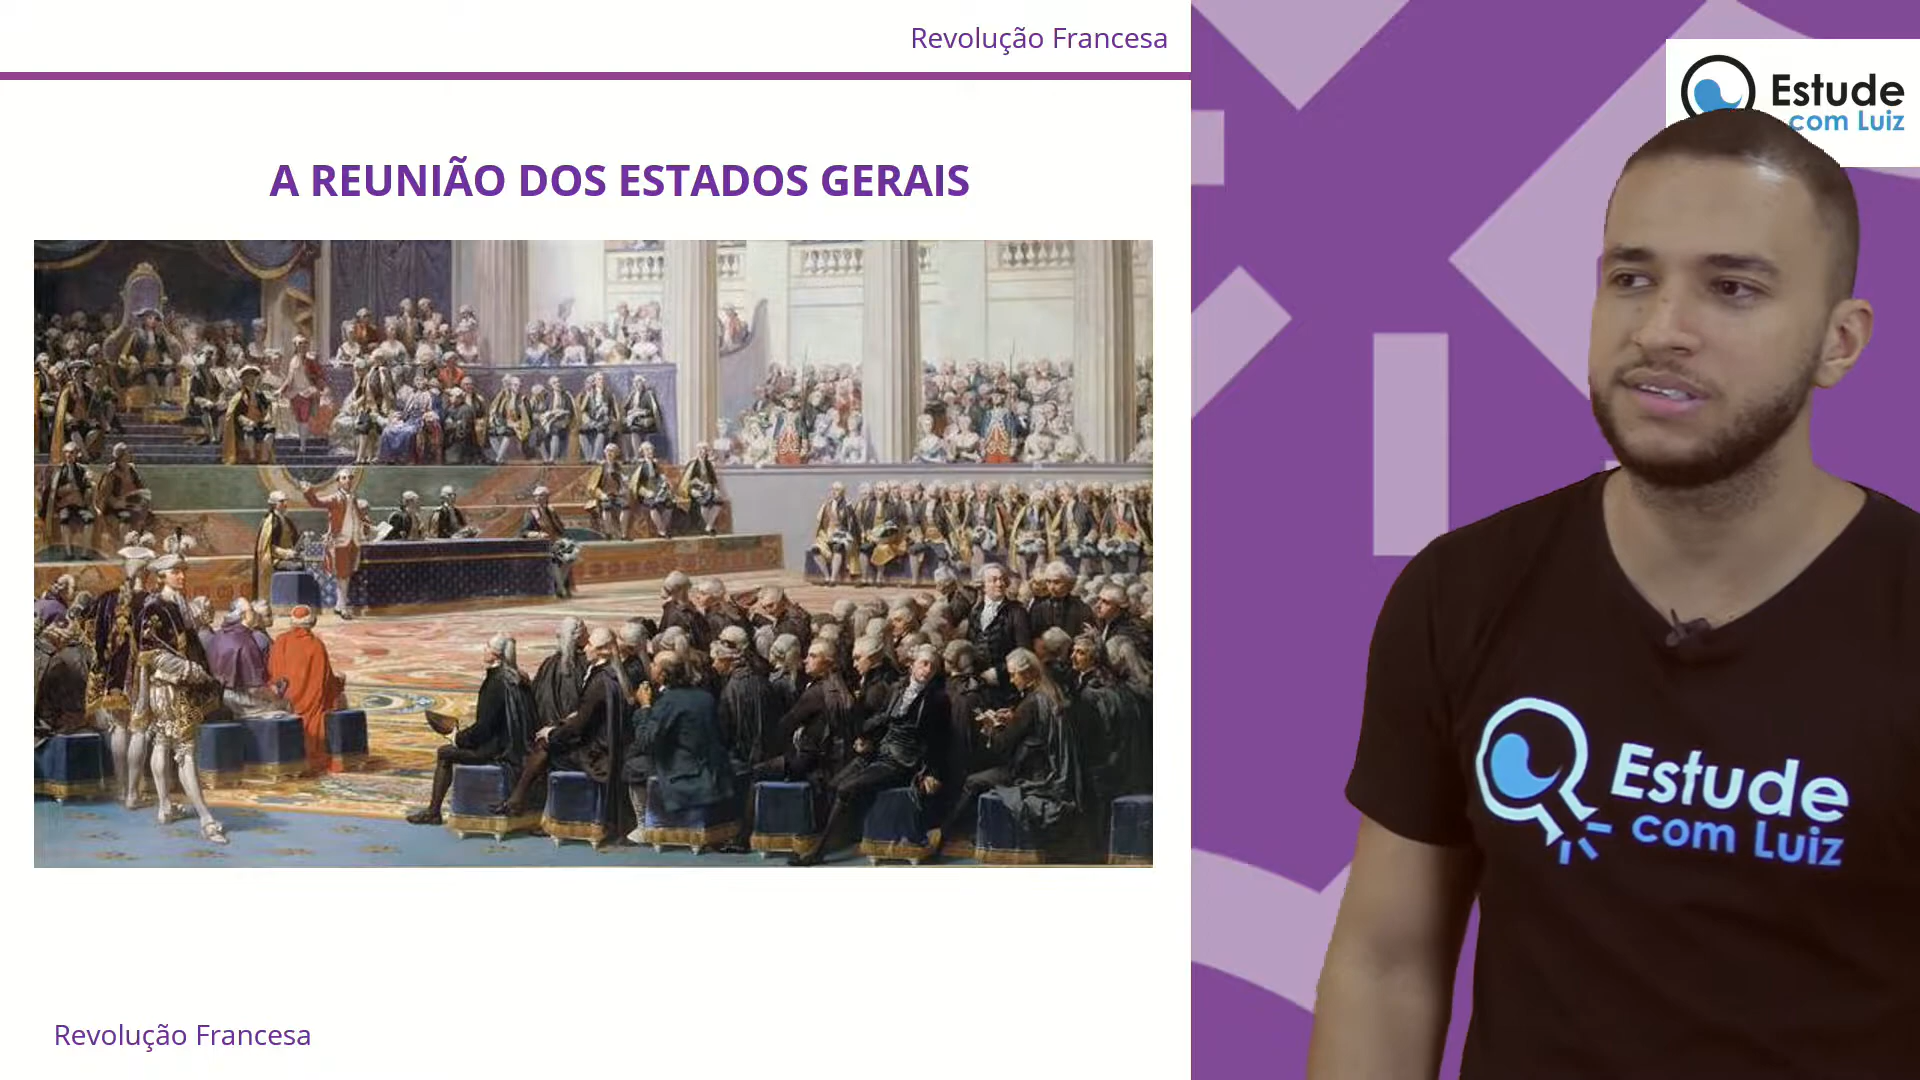 Revolução Francesa
Estude
com Luiz
A REUNIÃO DOS ESTADOS GERAIS
Estude
com Luiz
Revolução Francesa